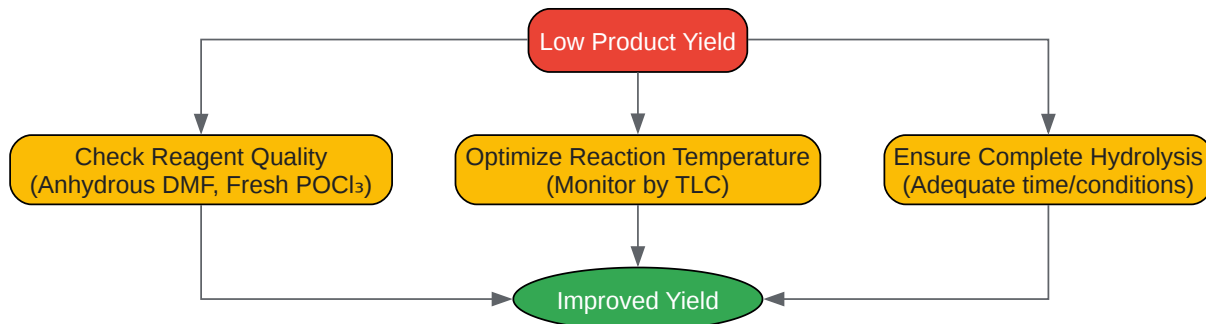 Low Product Yield
Check Reagent Quality
(Anhydrous DMF, Fresh POCl₃)
Optimize Reaction Temperature
(Monitor by TLC)
Ensure Complete Hydrolysis
(Adequate time/conditions)
Improved Yield